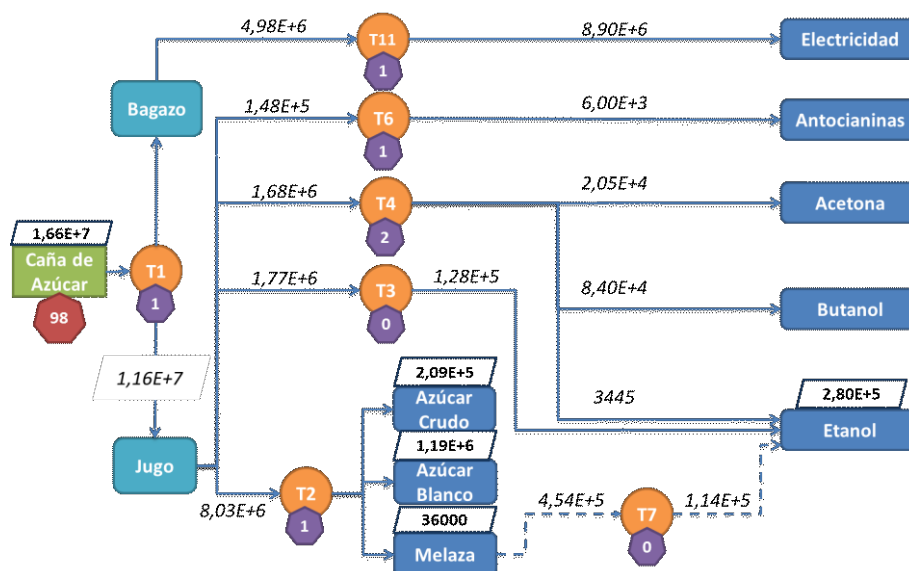 4,98E+6
T11
1
8,90E+6
Electricidad
Bagazo
1,48E+5
T6
1
6,00E+3
Antocianinas
1,68E+6
T4
2
2,05E+4
Acetona
1,66E+7
Caña de
Azúcar
98
T1
1
1,77E+6
T3
0
1,28E+5
8,40E+4
Butanol
1,16E+7
2,09E+5
Azúcar
Crudo
3445
2,80E+5
Etanol
Jugo
8,03E+6
T2
1
1,19E+6
Azúcar
Blanco
36000
Melaza
4,54E+5
T7
0
1,14E+5